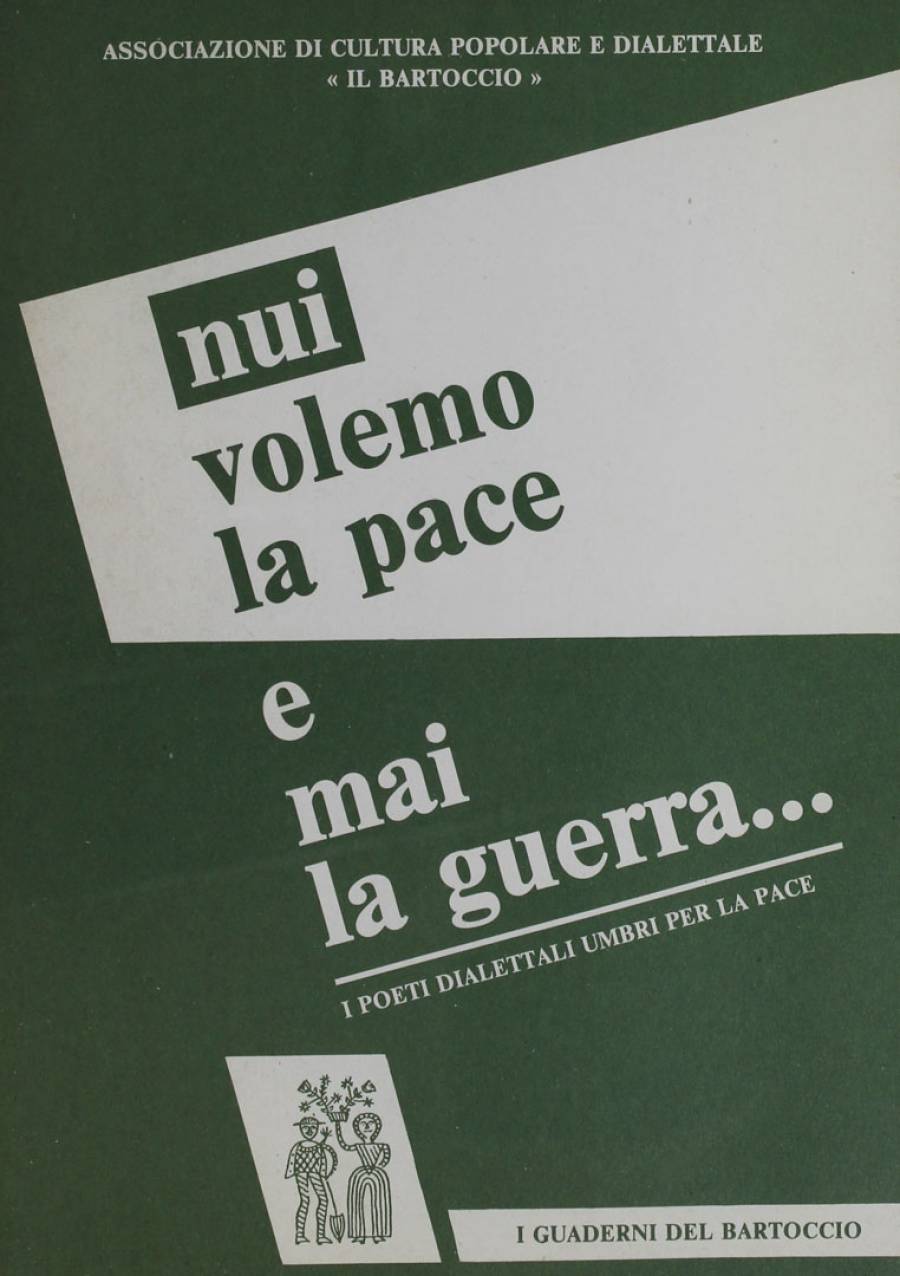 ASSOCIAZIONE DI CULTURA POPOLARE E DIALETTALE
« IL BARTOCCIO »
nui
volemo
la pace
e
mai
la guerra...
I POETI DIALETTALI UMBRI PER LA PACE
I GUADERNI DEL BARTOCCIO